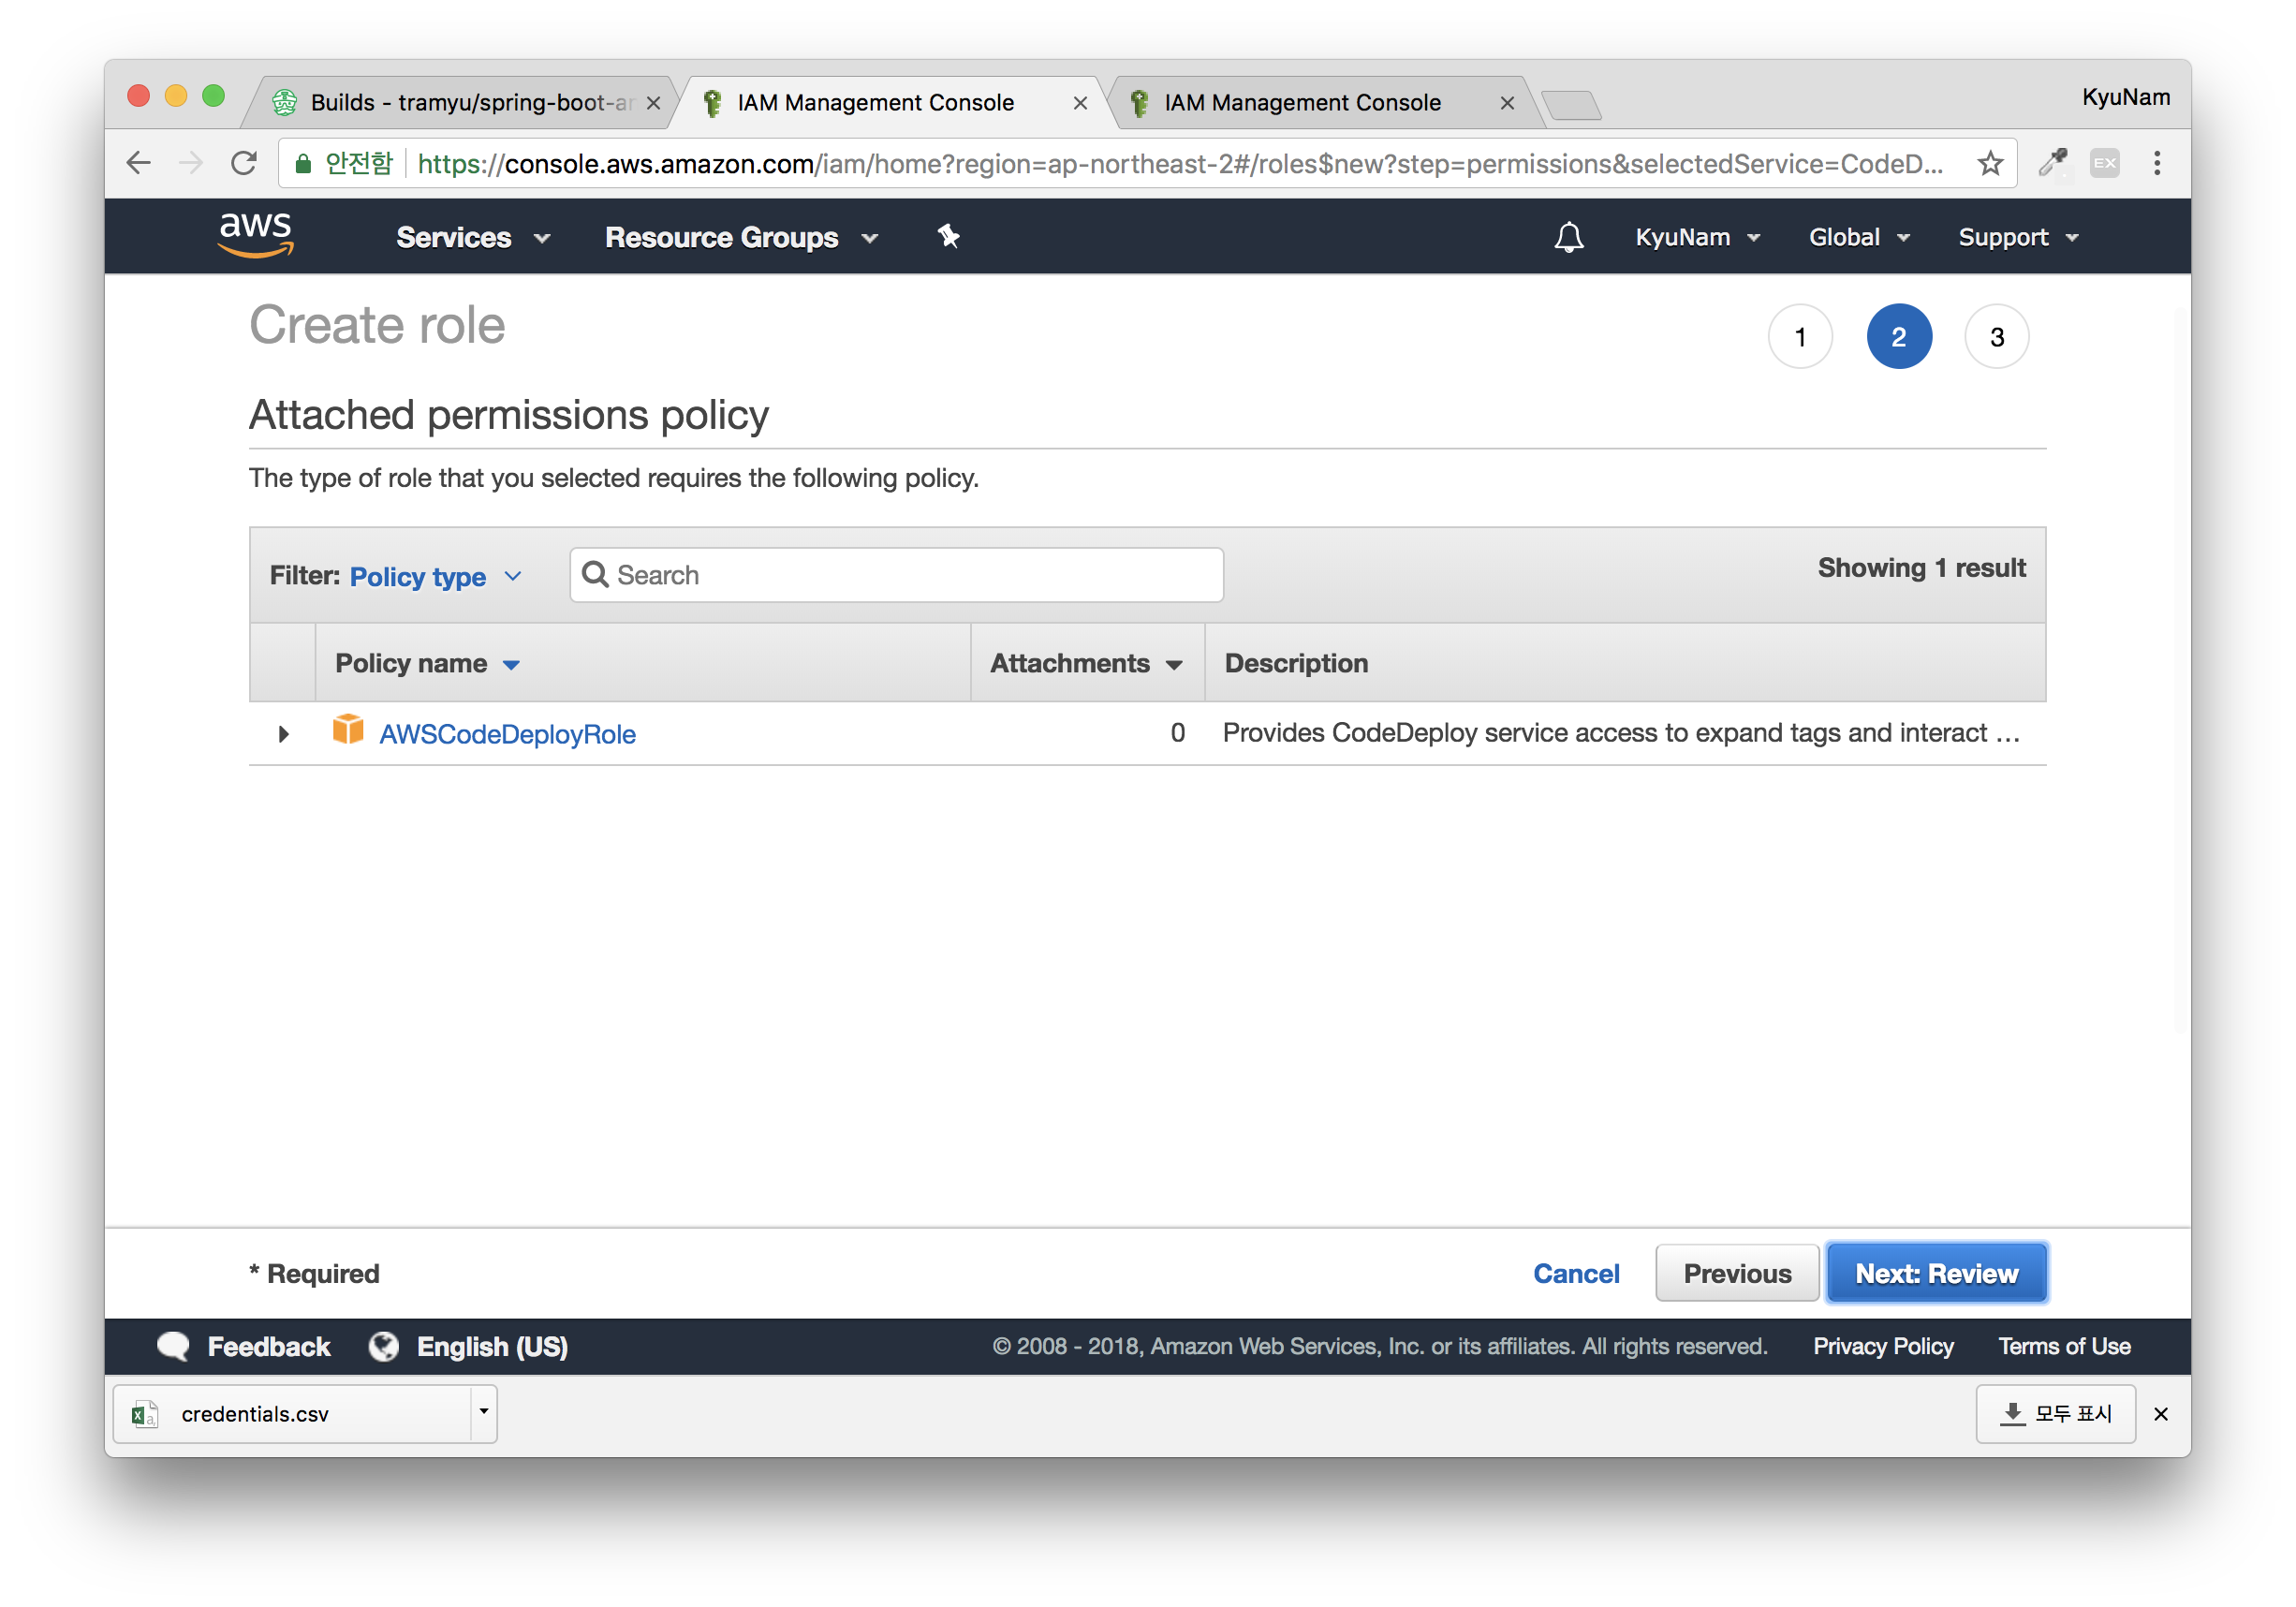 Builds - tramyu/spring-boot-
IAM Management Console
IAM Management Console
KyuNam
안전함 https://console.aws.amazon.com/iam/home?region=ap-northeast-2#/roles$new?step=permissions&selectedService=CodeD...
EX
aws Services Resource Groups KyuNam Global Support
Create role
1 2 3
Attached permissions policy
The type of role that you selected requires the following policy.
Filter: Policy type Search Showing 1 result
Policy name Attachments Description
AWSCodeDeployRole 0 Provides CodeDeploy service access to expand tags and interact ...
* Required Cancel Previous Next: Review
Feedback English (US) © 2008 - 2018, Amazon Web Services, Inc. or its affiliates. All rights reserved. Privacy Policy Terms of Use
credentials.csv 모두 표시